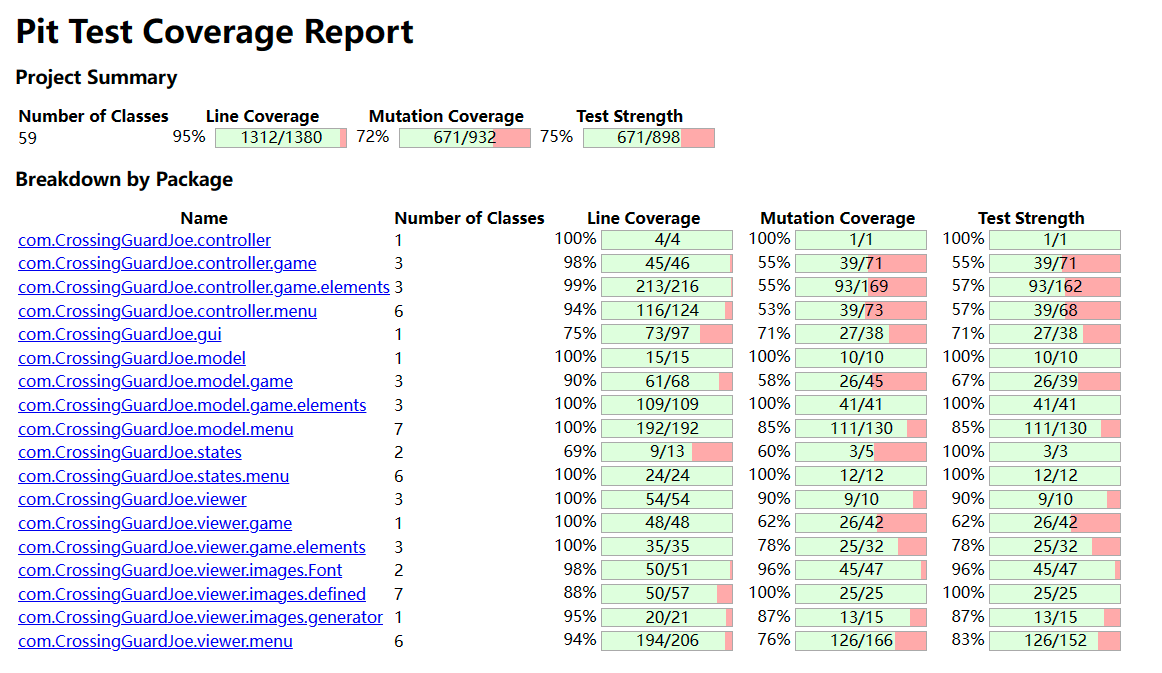 Pit Test Coverage Report
Project Summary
Number of Classes Line Coverage Mutation Coverage Test Strength
59 95% 1312/1380 72% 671/932 75% 671/898
Breakdown by Package
Name Number of Classes Line Coverage Mutation Coverage Test Strength
com.CrossingGuardJoe.controller 1 100% 4/4 100% 1/1 100% 1/1
com.CrossingGuardJoe.controller.game 3 98% 45/46 55% 39/71 55% 39/71
com.CrossingGuardJoe.controller.game.elements 3 99% 213/216 55% 93/169 57% 93/162
com.CrossingGuardJoe.controller.menu 6 94% 116/124 53% 39/73 57% 39/68
com.CrossingGuardJoe.gui 1 75% 73/97 71% 27/38 71% 27/38
com.CrossingGuardJoe.model 1 100% 15/15 100% 10/10 100% 10/10
com.CrossingGuardJoe.model.game 3 90% 61/68 58% 26/45 67% 26/39
com.CrossingGuardJoe.model.game.elements 3 100% 109/109 100% 41/41 100% 41/41
com.CrossingGuardJoe.model.menu 7 100% 192/192 85% 111/130 85% 111/130
com.CrossingGuardJoe.states 2 69% 9/13 60% 3/5 100% 3/3
com.CrossingGuardJoe.states.menu 6 100% 24/24 100% 12/12 100% 12/12
com.CrossingGuardJoe.viewer 3 100% 54/54 90% 9/10 90% 9/10
com.CrossingGuardJoe.viewer.game 1 100% 48/48 62% 26/42 62% 26/42
com.CrossingGuardJoe.viewer.game.elements 3 100% 35/35 78% 25/32 78% 25/32
com.CrossingGuardJoe.viewer.images.Font 2 98% 50/51 96% 45/47 96% 45/47
com.CrossingGuardJoe.viewer.images.defined 7 88% 50/57 100% 25/25 100% 25/25
com.CrossingGuardJoe.viewer.images.generator 1 95% 20/21 87% 13/15 87% 13/15
com.CrossingGuardJoe.viewer.menu 6 94% 194/206 76% 126/166 83% 126/152